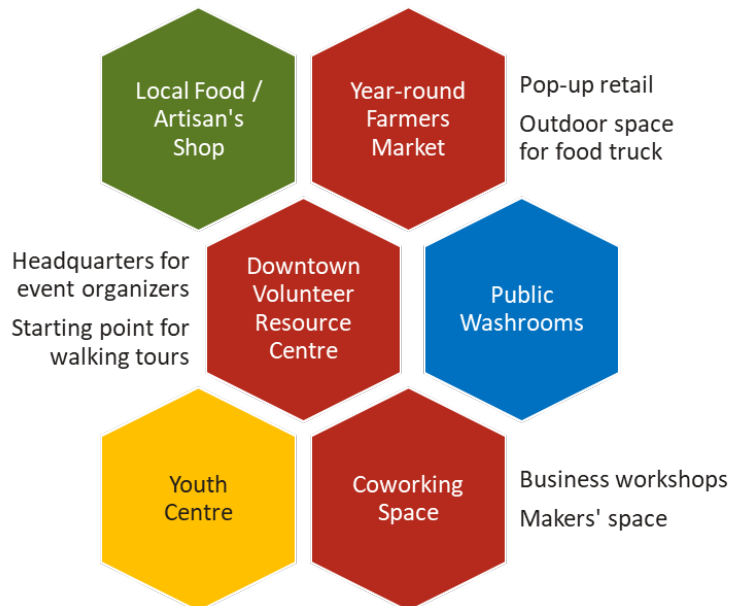 Local Food /
Artisan's
Shop
Year-round
Farmers
Market
Pop-up retail
Outdoor space
for food truck
Headquarters for
event organizers
Starting point for
walking tours
Downtown
Volunteer
Resource
Centre
Public
Washrooms
Youth
Centre
Coworking
Space
Business workshops
Makers' space